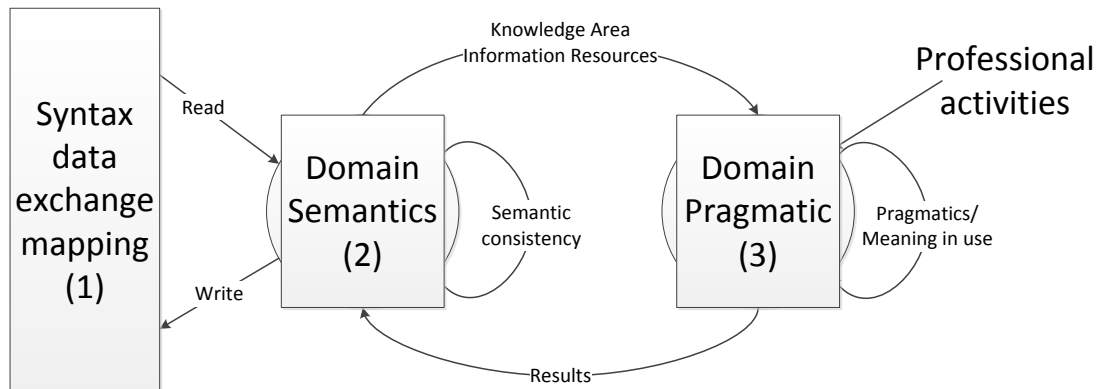 Syntax
data
exchange
mapping
(1)
Read
Write
Domain
Semantics
(2)
Semantic
consistency
Knowledge Area
Information Resources
Results
Domain
Pragmatic
(3)
Professional
activities
Pragmatics/
Meaning in use